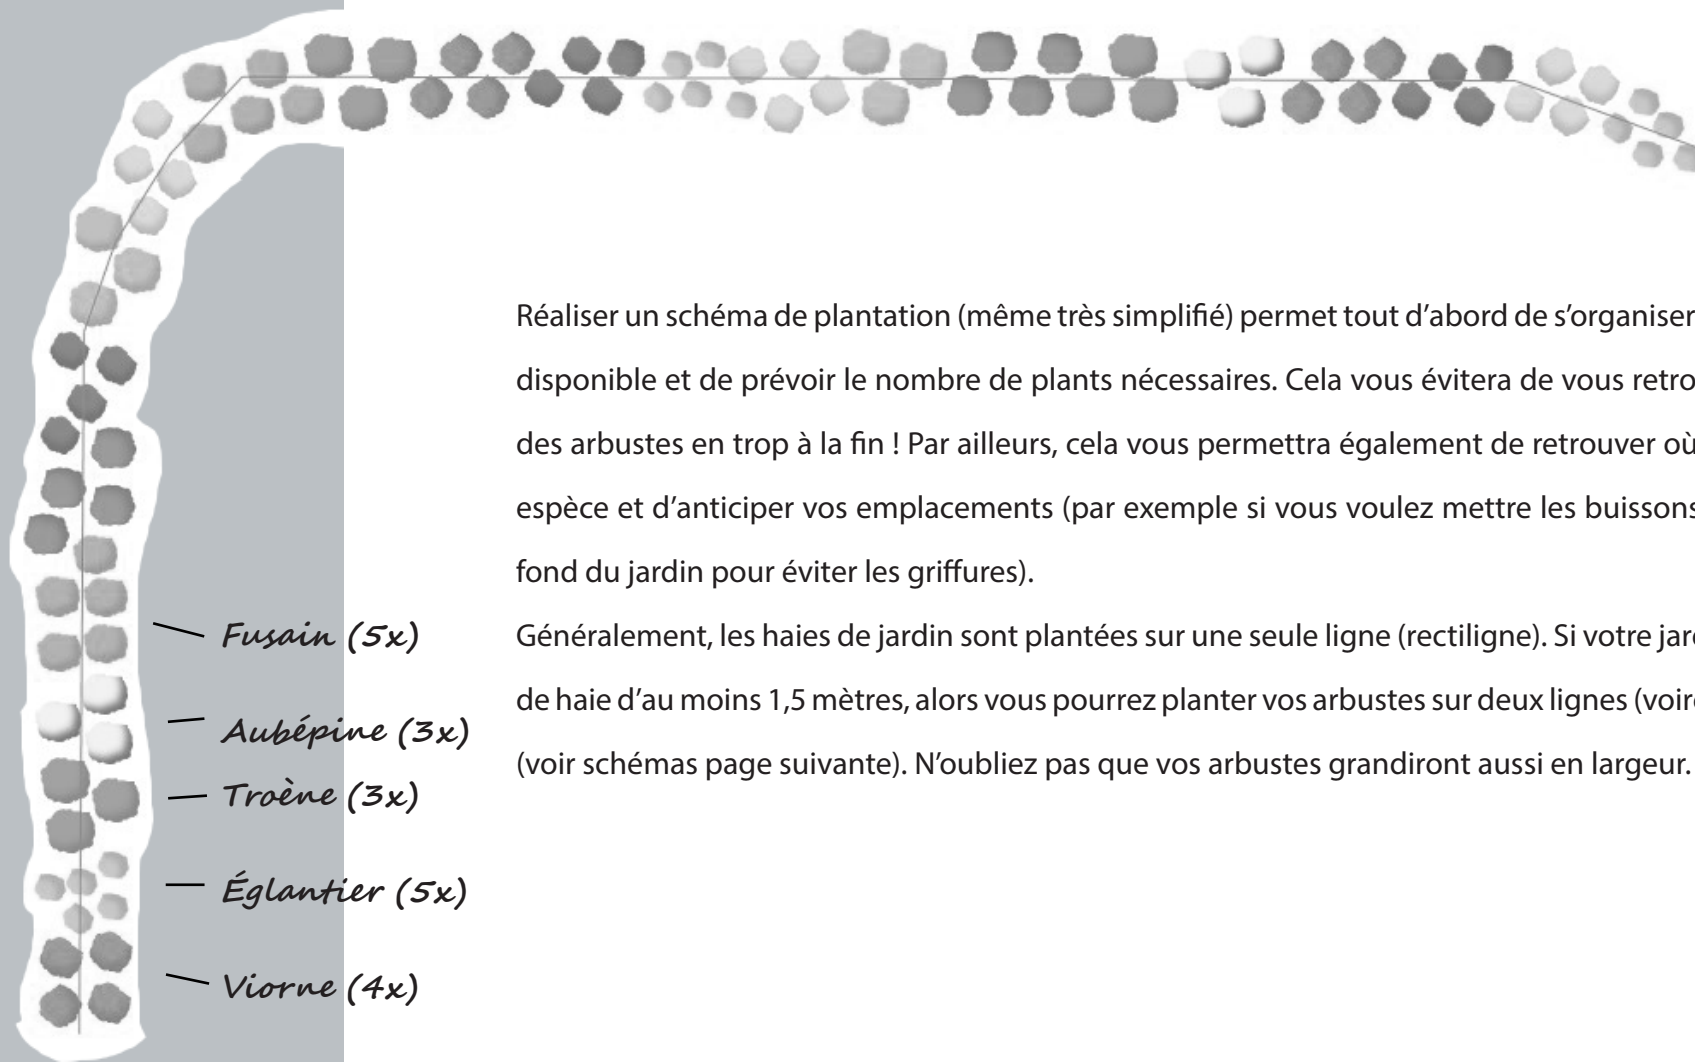 Réaliser un schéma de plantation (même très simplifié) permet tout d’abord de s’organiser
disponible et de prévoir le nombre de plants nécessaires. Cela vous évitera de vous retro
des arbustes en trop à la fin ! Par ailleurs, cela vous permettra également de retrouver où
espèce et d’anticiper vos emplacements (par exemple si vous voulez mettre les buissons
fond du jardin pour éviter les griffures).
Généralement, les haies de jardin sont plantées sur une seule ligne (rectiligne). Si votre jar
de haie d’au moins 1,5 mètres, alors vous pourrez planter vos arbustes sur deux lignes (voir
(voir schémas page suivante). N’oubliez pas que vos arbustes grandiront aussi en largeur.
Fusain (5x)
Aubépine (3x)
Troène (3x)
Églantier (5x)
Viorne (4x)